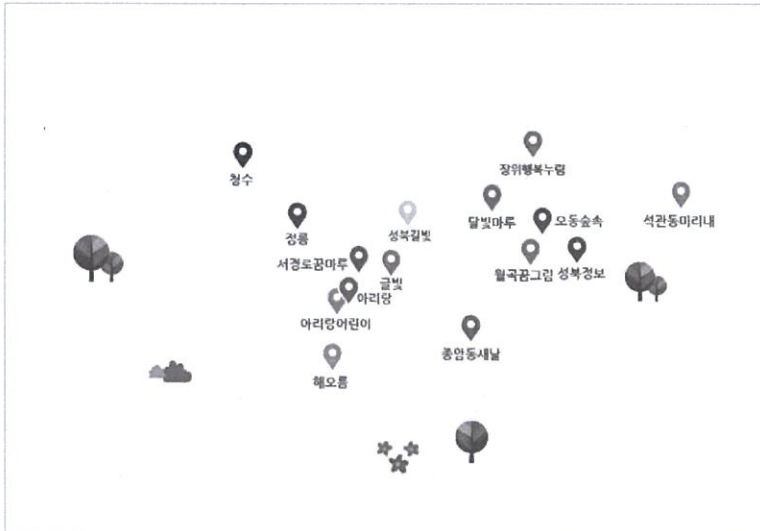 장위행복누림
청수
달빛마루
오동숲속
석관동미리내
정릉
성북길빛
서경로꿈마루
글빛
월곡꿈그림
성북정보
아리랑
아리랑어린이
종암동새날
해오름